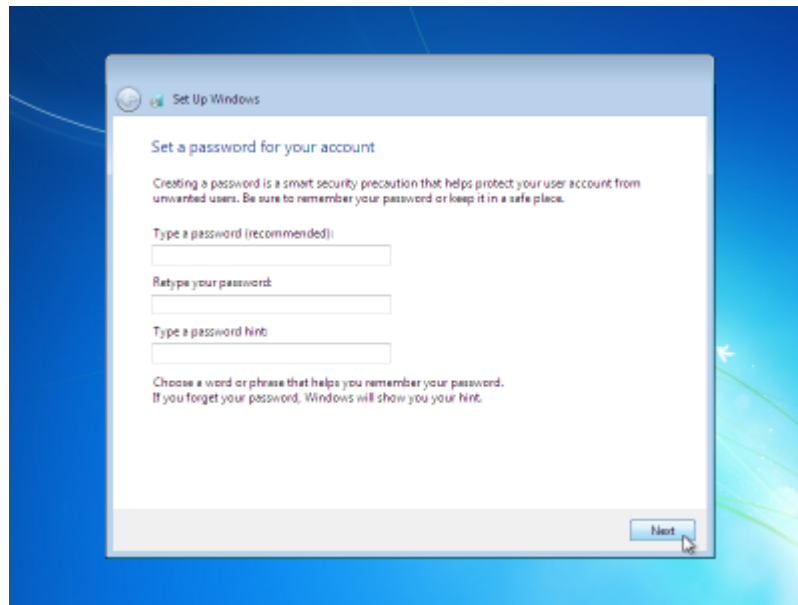 Set Up Windows
Set a password for your account
Creating a password is a smart security precaution that helps protect your user account from
unwanted users. Be sure to remember your password or keep it in a safe place.
Type a password (recommended):
Retype your password:
Type a password hint:
Choose a word or phrase that helps you remember your password.
If you forget your password, Windows will show you your hint.
Next